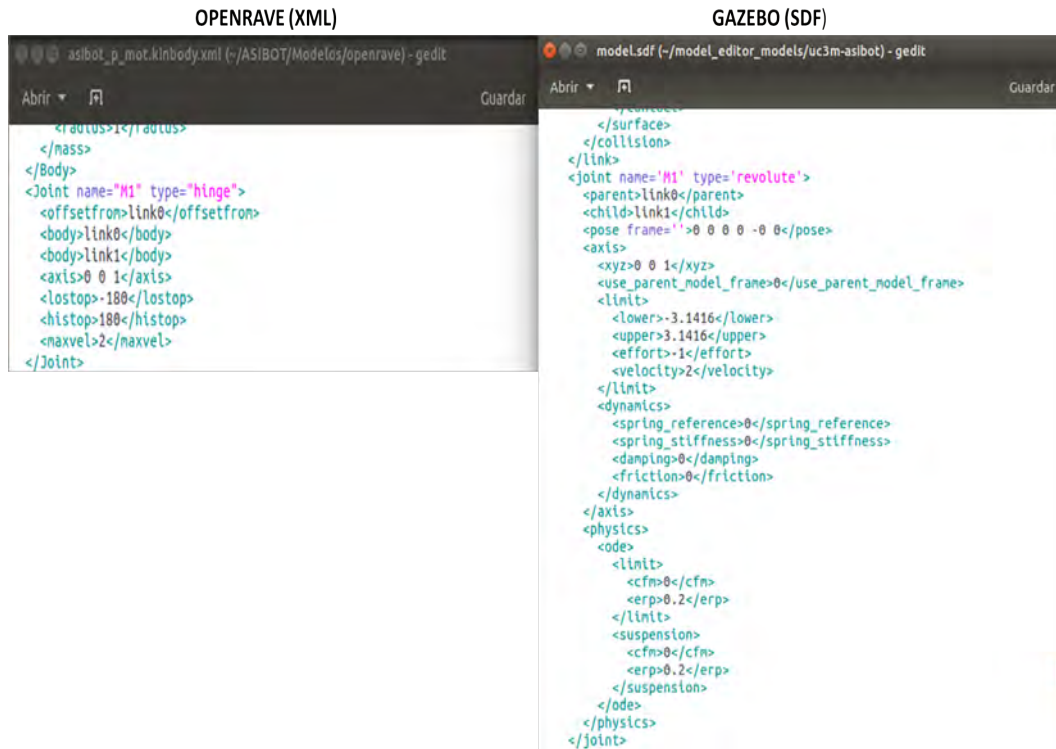 OPENRAVE (XML)
asibot_p_mot.kinbody.xml (~/ASIBOT/Modelos/openrave) - gedit
Abrir
Guardar
<radius>1</radius>
</mass>
</Body>
<Joint name="M1" type="hinge">
<offsetfrom>link0</offsetfrom>
<body>link0</body>
<body>link1</body>
<axis>0 0 1</axis>
<lostop>-180</lostop>
<histop>180</histop>
<maxvel>2</maxvel>
</Joint>
GAZEBO (SDF)
model.sdf (~/model_editor_models/uc3m-asibot) - gedit
Abrir
Guardar
</contact>
</surface>
</collision>
</link>
<joint name='M1' type='revolute'>
<parent>link0</parent>
<child>link1</child>
<pose frame=''>0 0 0 0 -0 0</pose>
<axis>
<xyz>0 0 1</xyz>
<use_parent_model_frame>0</use_parent_model_frame>
<limit>
<lower>-3.1416</lower>
<upper>3.1416</upper>
<effort>-1</effort>
<velocity>2</velocity>
</limit>
<dynamics>
<spring_reference>0</spring_reference>
<spring_stiffness>0</spring_stiffness>
<damping>0</damping>
<friction>0</friction>
</dynamics>
</axis>
<physics>
<ode>
<limit>
<cfm>0</cfm>
<erp>0.2</erp>
</limit>
<suspension>
<cfm>0</cfm>
<erp>0.2</erp>
</suspension>
</ode>
</physics>
</joint>